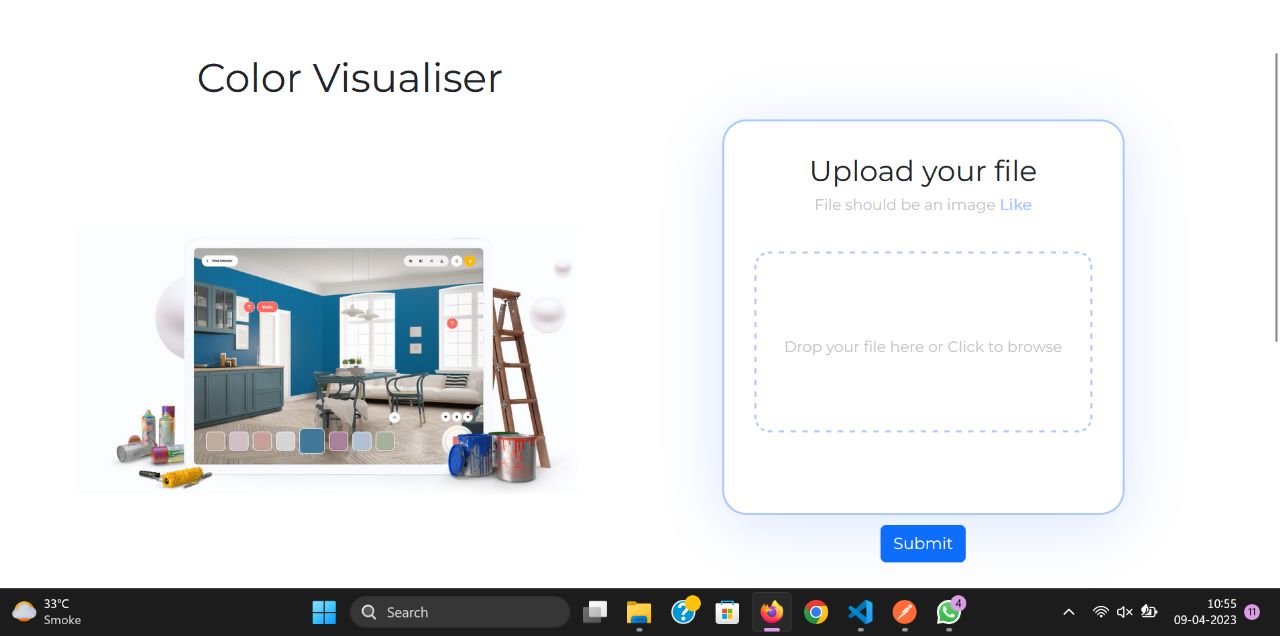 Color Visualiser
Upload your file
File should be an image Like
Drop your file here or Click to browse
Submit
33°C
Smoke
Search
4
10:55
09-04-2023
11